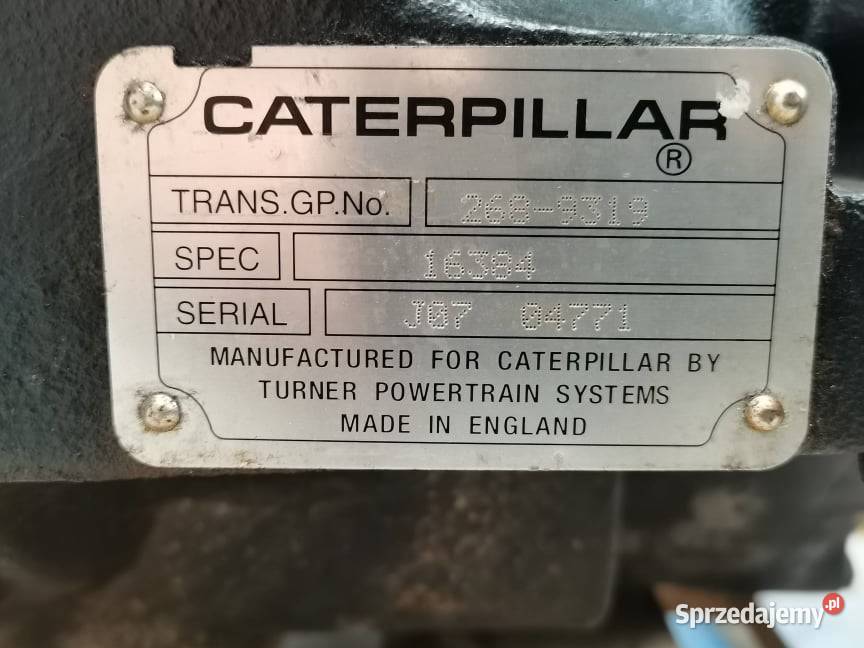 CATERPILLAR
®
TRANS.GP.No. 268-9319
SPEC 16384
SERIAL J07 04771
MANUFACTURED FOR CATERPILLAR BY
TURNER POWERTRAIN SYSTEMS
MADE IN ENGLAND
Sprzedajemy.pl